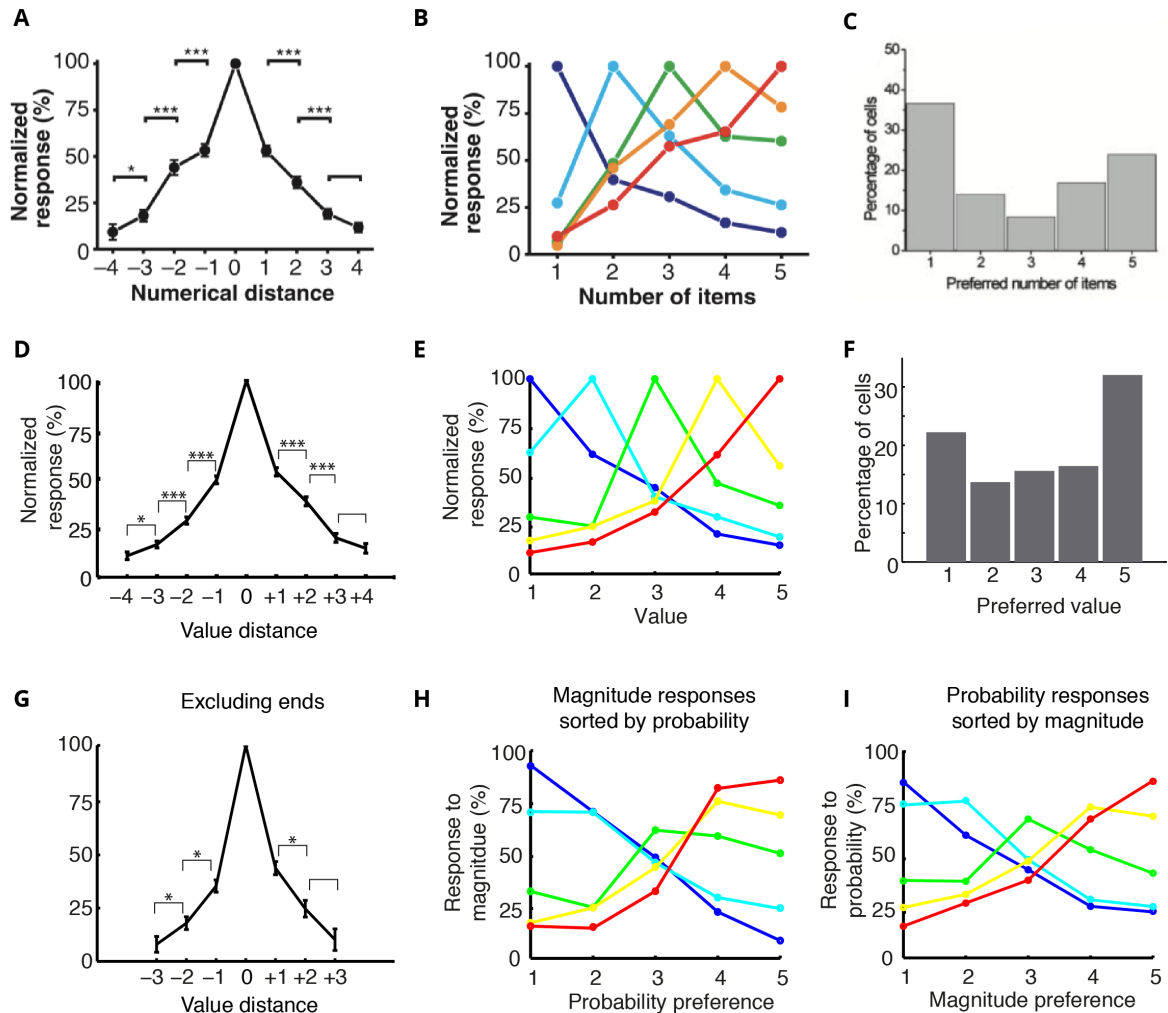 A
Normalized
response (%)
100
75
50
25
0
*
***
***
***
***
−4 −3 −2 −1 0 1 2 3 4
Numerical distance
B
Normalized
response (%)
100
75
50
25
0
1 2 3 4 5
Number of items
C
Percentage of cells
50
40
30
20
10
0
1 2 3 4 5
Preferred number of items
D
Normalized
response (%)
100
75
50
25
0
*
***
***
***
***
−4 −3 −2 −1 0 +1 +2 +3 +4
Value distance
E
Normalized
response (%)
100
75
50
25
0
1 2 3 4 5
Value
F
Percentage of cells
30
20
10
0
1 2 3 4 5
Preferred value
G
Excluding ends
100
75
50
25
0
*
*
*
−3 −2 −1 0 +1 +2 +3
Value distance
H
Magnitude responses
sorted by probability
Response to
magnitdue (%)
100
75
50
25
0
1 2 3 4 5
Probability preference
I
Probability responses
sorted by magnitude
Response to
probability (%)
100
75
50
25
0
1 2 3 4 5
Magnitude preference